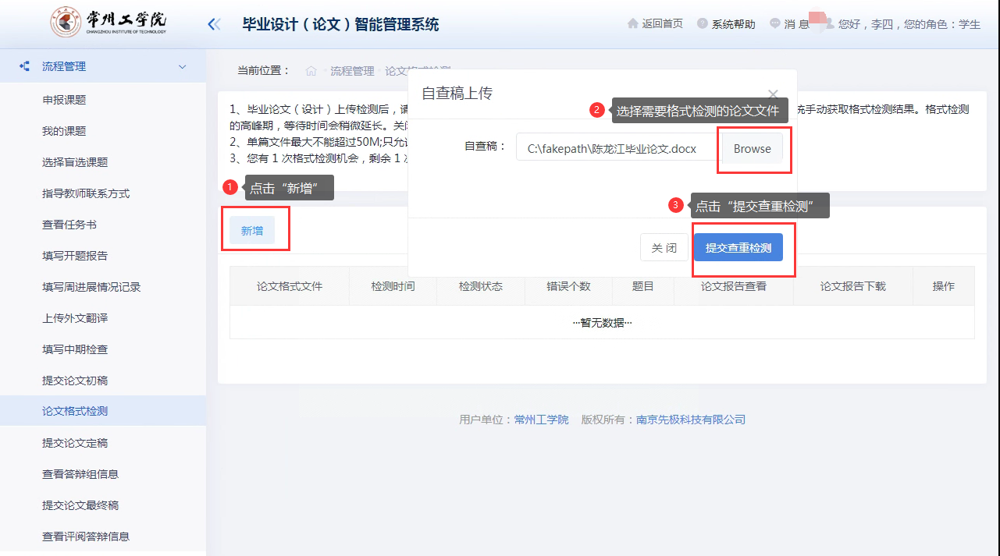 常州工学院
CHANGZHOU INSTITUTE OF TECHNOLOGY
毕业设计（论文）智能管理系统
返回首页 系统帮助 消 息 您好，李四，您的角色：学生
流程管理
申报课题
我的课题
选择盲选课题
指导教师联系方式
查看任务书
填写开题报告
填写周进展情况记录
上传外文翻译
填写中期检查
提交论文初稿
论文格式检测
提交论文定稿
查看答辩组信息
提交论文最终稿
查看评阅答辩信息
当前位置： 流程管理 论文格式检测
1、毕业论文（设计）上传检测后，请
统手动获取格式检测结果。格式检测
的高峰期，等待时间会稍微延长。关闭
2、单篇文件最大不能超过50M;只允许
3、您有 1 次格式检测机会，剩余 1 次
自查稿上传
2 选择需要格式检测的论文文件
自查稿： C:\fakepath\陈龙江毕业论文.docx Browse
1 点击“新增”
3 点击“提交查重检测”
新增
关 闭 提交查重检测
论文格式文件 检测时间 检测状态 错误个数 题目 论文报告查看 论文报告下载 操作
···暂无数据···
用户单位：常州工学院 版权所有：南京先极科技有限公司